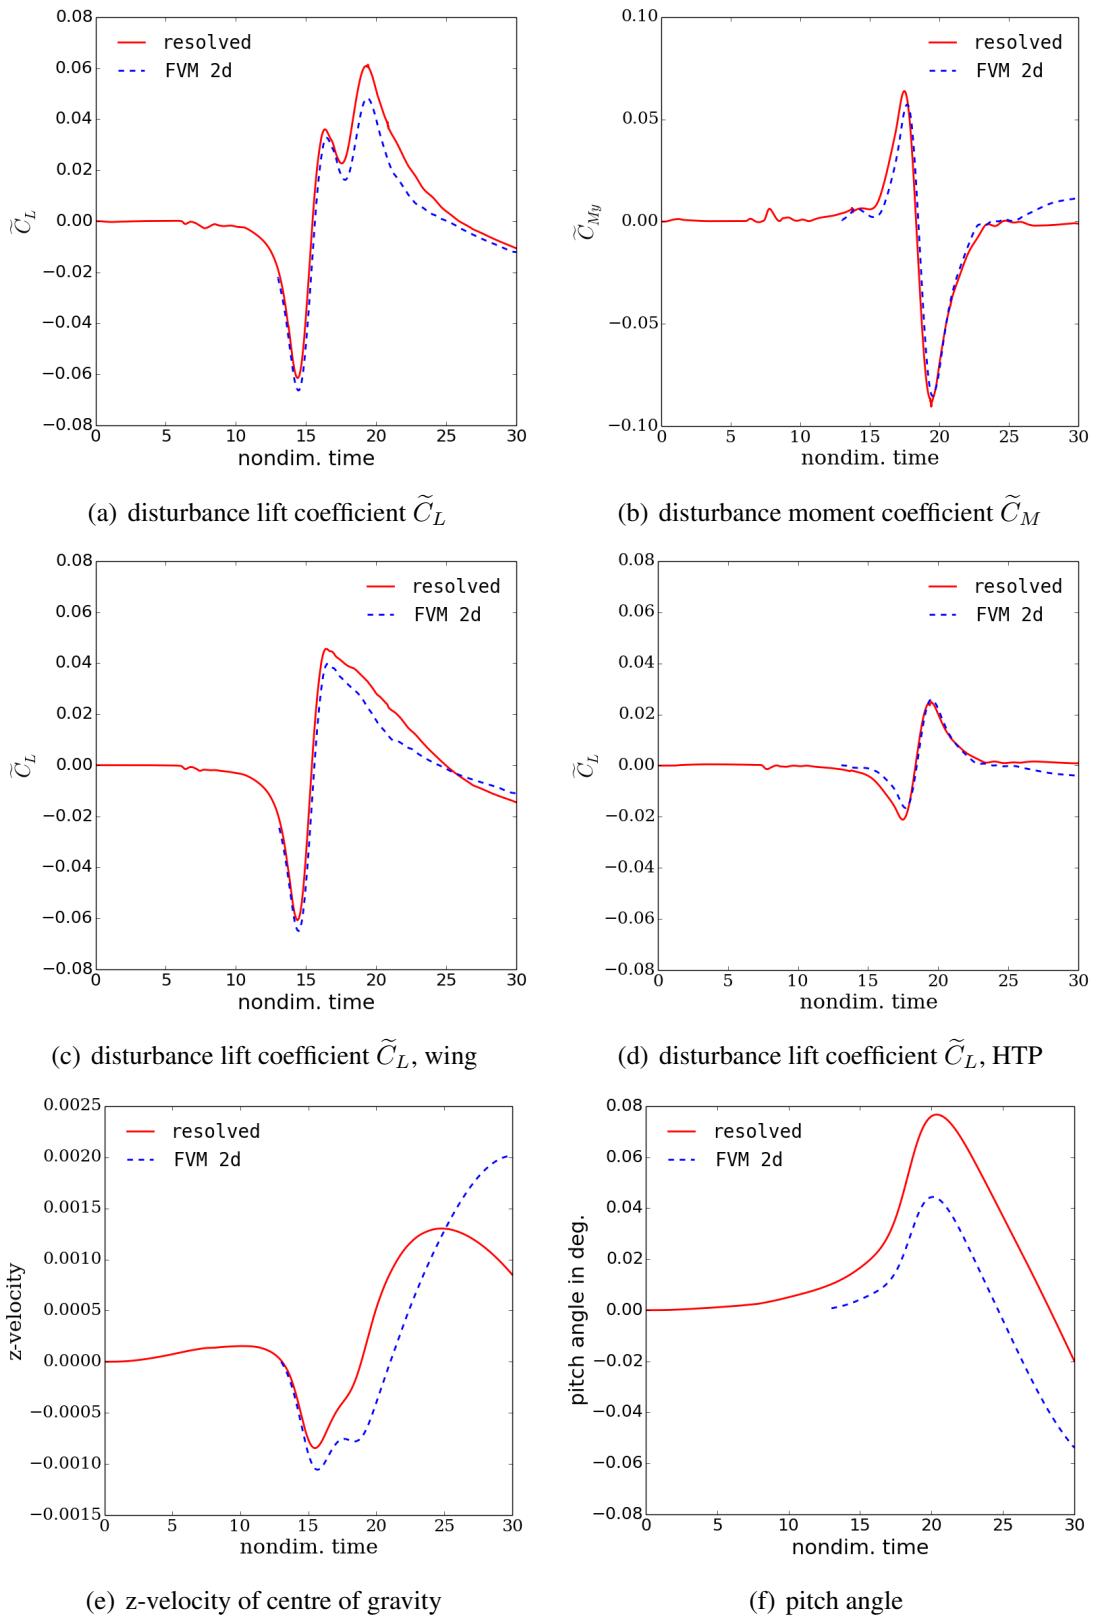 0.08
0.06
0.04
0.02
0.00
−0.02
−0.04
−0.06
−0.08
C̃_L
resolved
FVM 2d
0 5 10 15 20 25 30
nondim. time
(a) disturbance lift coefficient C̃_L
0.10
0.05
0.00
−0.05
−0.10
C̃_My
resolved
FVM 2d
0 5 10 15 20 25 30
nondim. time
(b) disturbance moment coefficient C̃_M
0.08
0.06
0.04
0.02
0.00
−0.02
−0.04
−0.06
−0.08
C̃_L
resolved
FVM 2d
0 5 10 15 20 25 30
nondim. time
(c) disturbance lift coefficient C̃_L, wing
0.08
0.06
0.04
0.02
0.00
−0.02
−0.04
−0.06
−0.08
C̃_L
resolved
FVM 2d
0 5 10 15 20 25 30
nondim. time
(d) disturbance lift coefficient C̃_L, HTP
0.0025
0.0020
0.0015
0.0010
0.0005
0.0000
−0.0005
−0.0010
−0.0015
z-velocity
resolved
FVM 2d
0 5 10 15 20 25 30
nondim. time
(e) z-velocity of centre of gravity
0.08
0.06
0.04
0.02
0.00
−0.02
−0.04
−0.06
−0.08
pitch angle in deg.
resolved
FVM 2d
0 5 10 15 20 25 30
nondim. time
(f) pitch angle